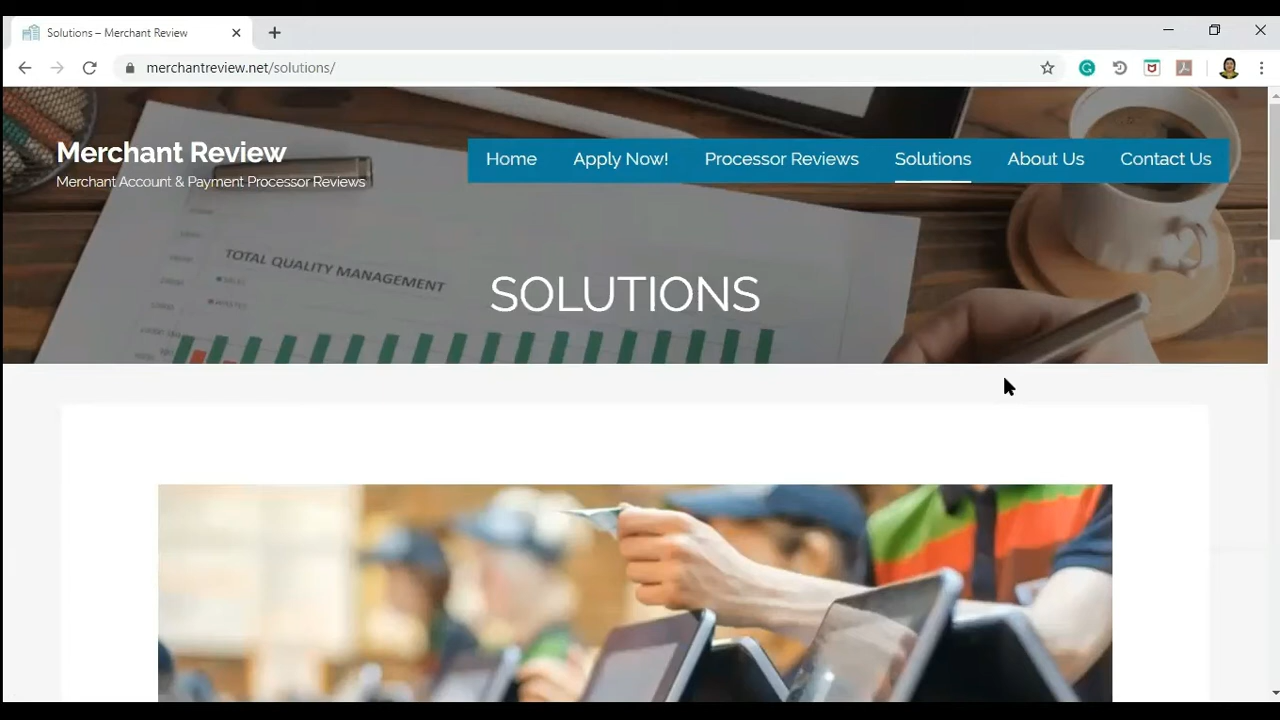 Solutions – Merchant Review
merchantreview.net/solutions/
Merchant Review
Merchant Account & Payment Processor Reviews
Home Apply Now! Processor Reviews Solutions About Us Contact Us
TOTAL QUALITY MANAGEMENT
SOLUTIONS